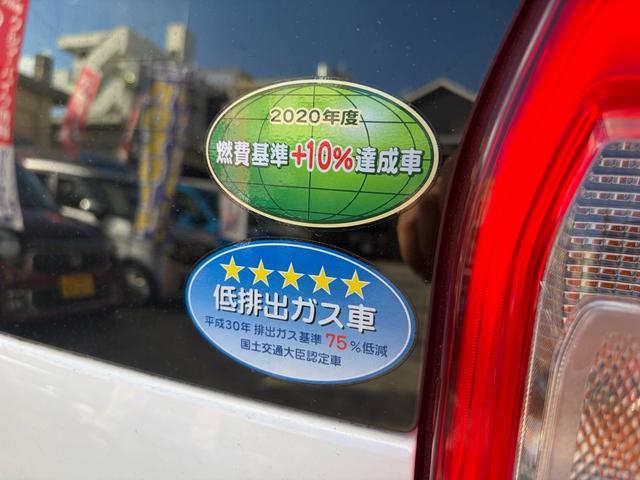 2020年度
燃費基準+10%達成車
低排出ガス車
平成30年 排出ガス基準 75%低減
国土交通大臣認定車